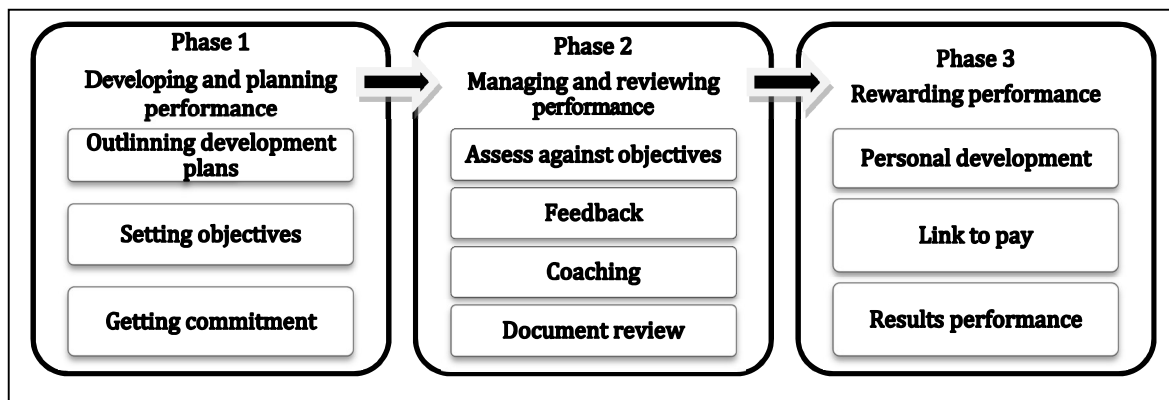 Phase 1
Developing and planning
performance
Outlinning development
plans
Setting objectives
Getting commitment
Phase 2
Managing and reviewing
performance
Assess against objectives
Feedback
Coaching
Document review
Phase 3
Rewarding performance
Personal development
Link to pay
Results performance